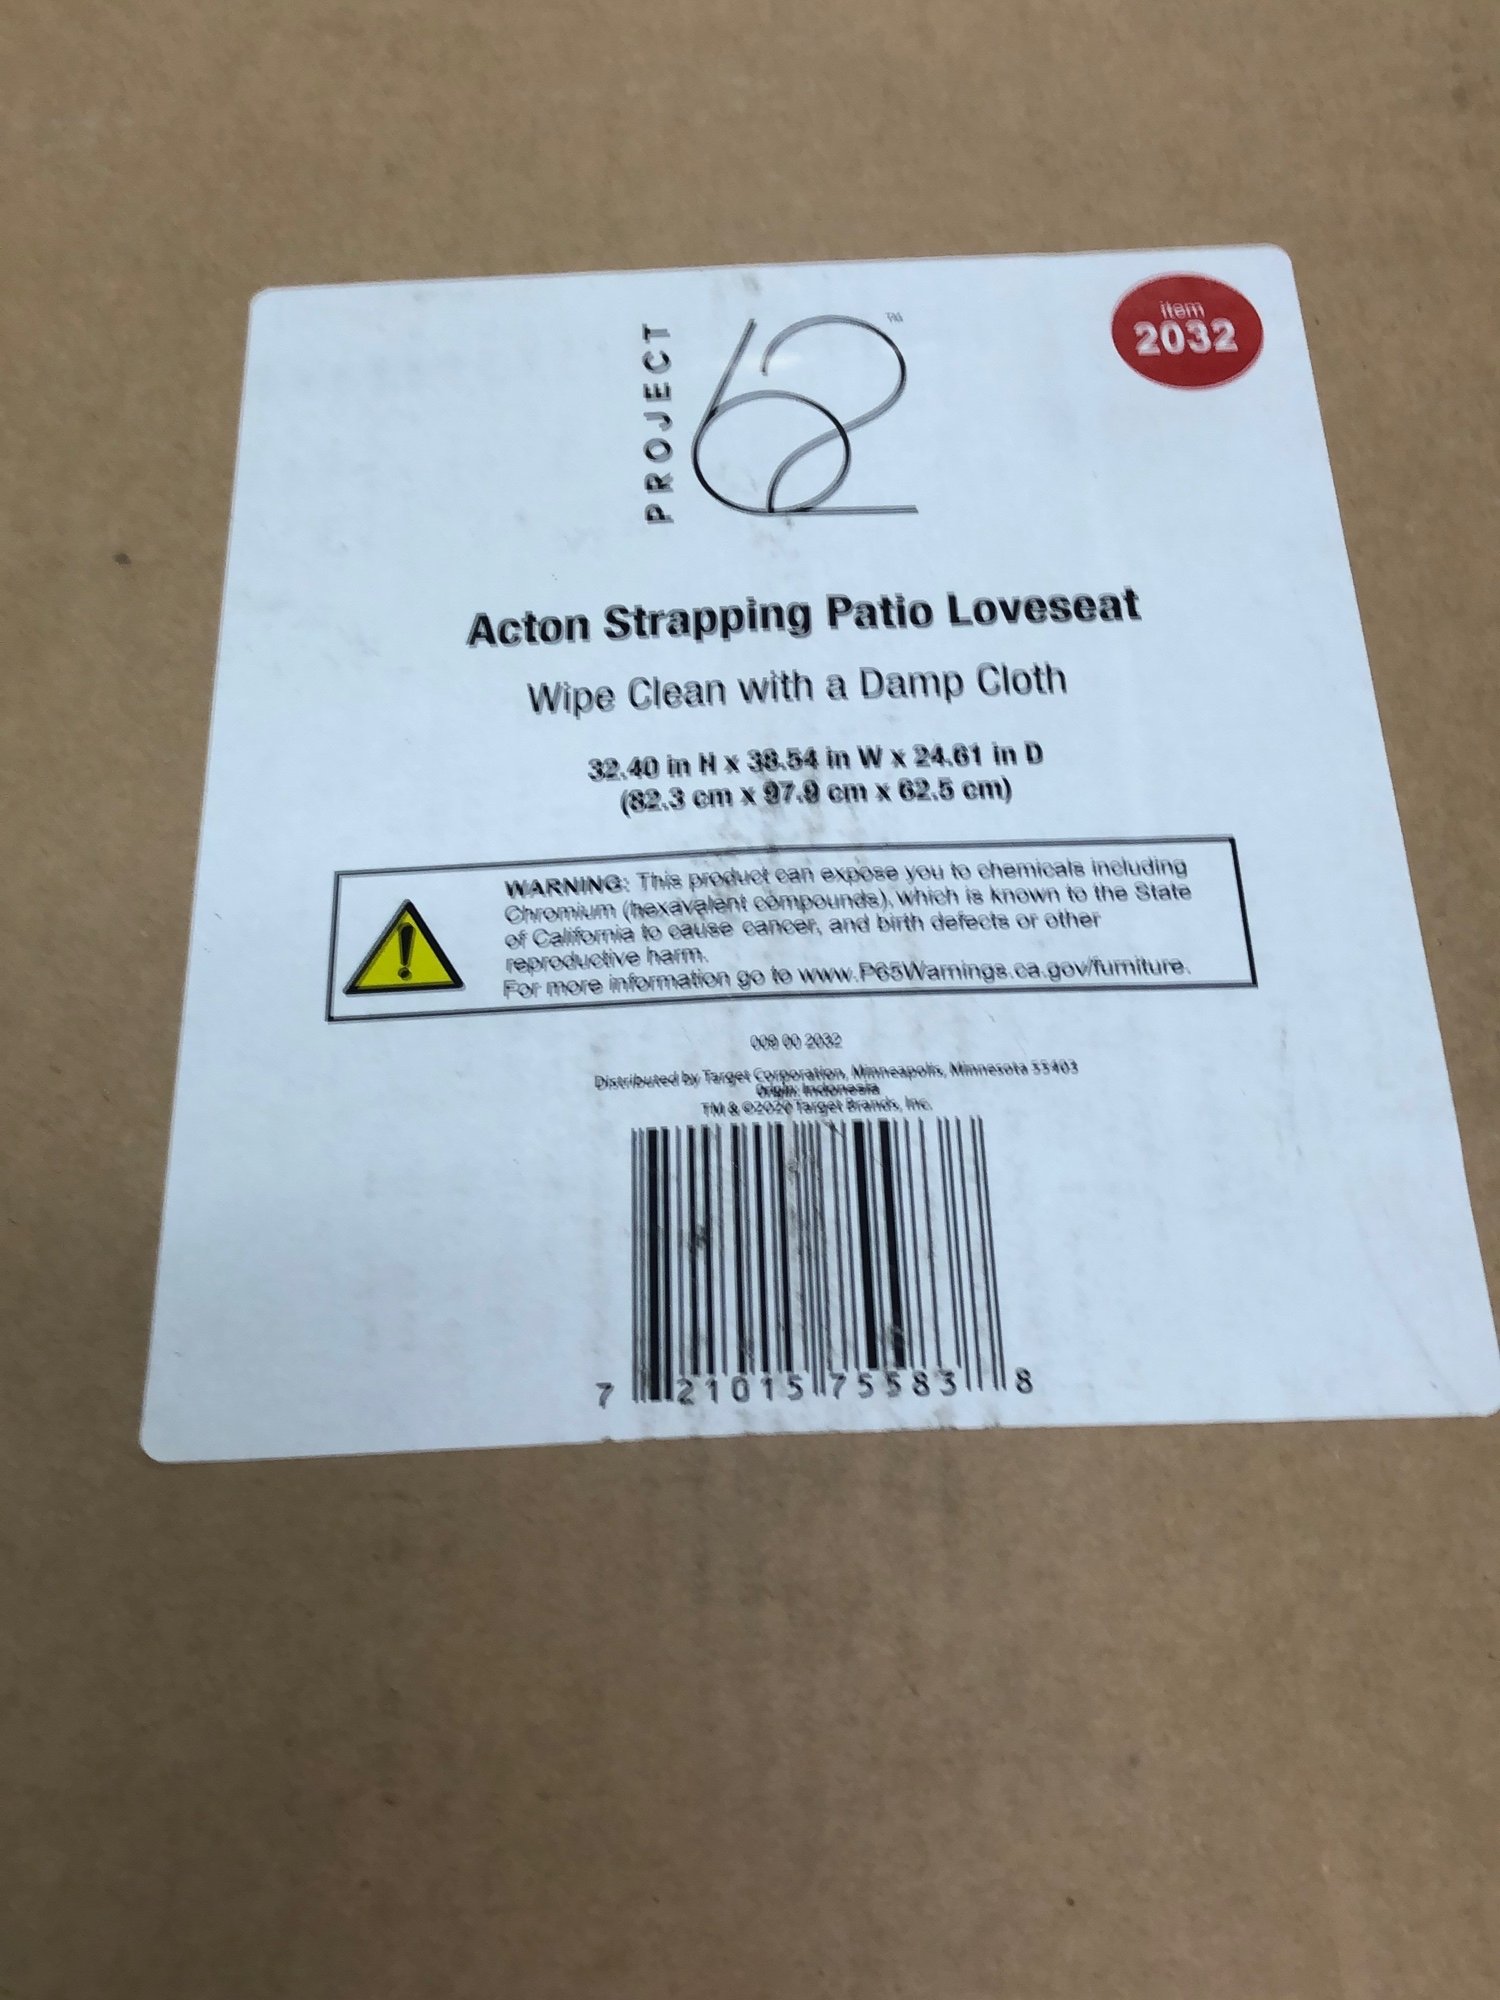 PROJECT
62 ™
item
2032
Acton Strapping Patio Loveseat
Wipe Clean with a Damp Cloth
32.40 in H x 38.54 in W x 24.61 in D
(82.3 cm x 97.9 cm x 62.5 cm)
WARNING: This product can expose you to chemicals including
Chromium (hexavalent compounds), which is known to the State
of California to cause cancer, and birth defects or other
reproductive harm.
For more information go to www.P65Warnings.ca.gov/furniture.
009 00 2032
Distributed by Target Corporation, Minneapolis, Minnesota 55403
Origin: Indonesia
TM & ©2020 Target Brands, Inc.
7 21015 75583 8